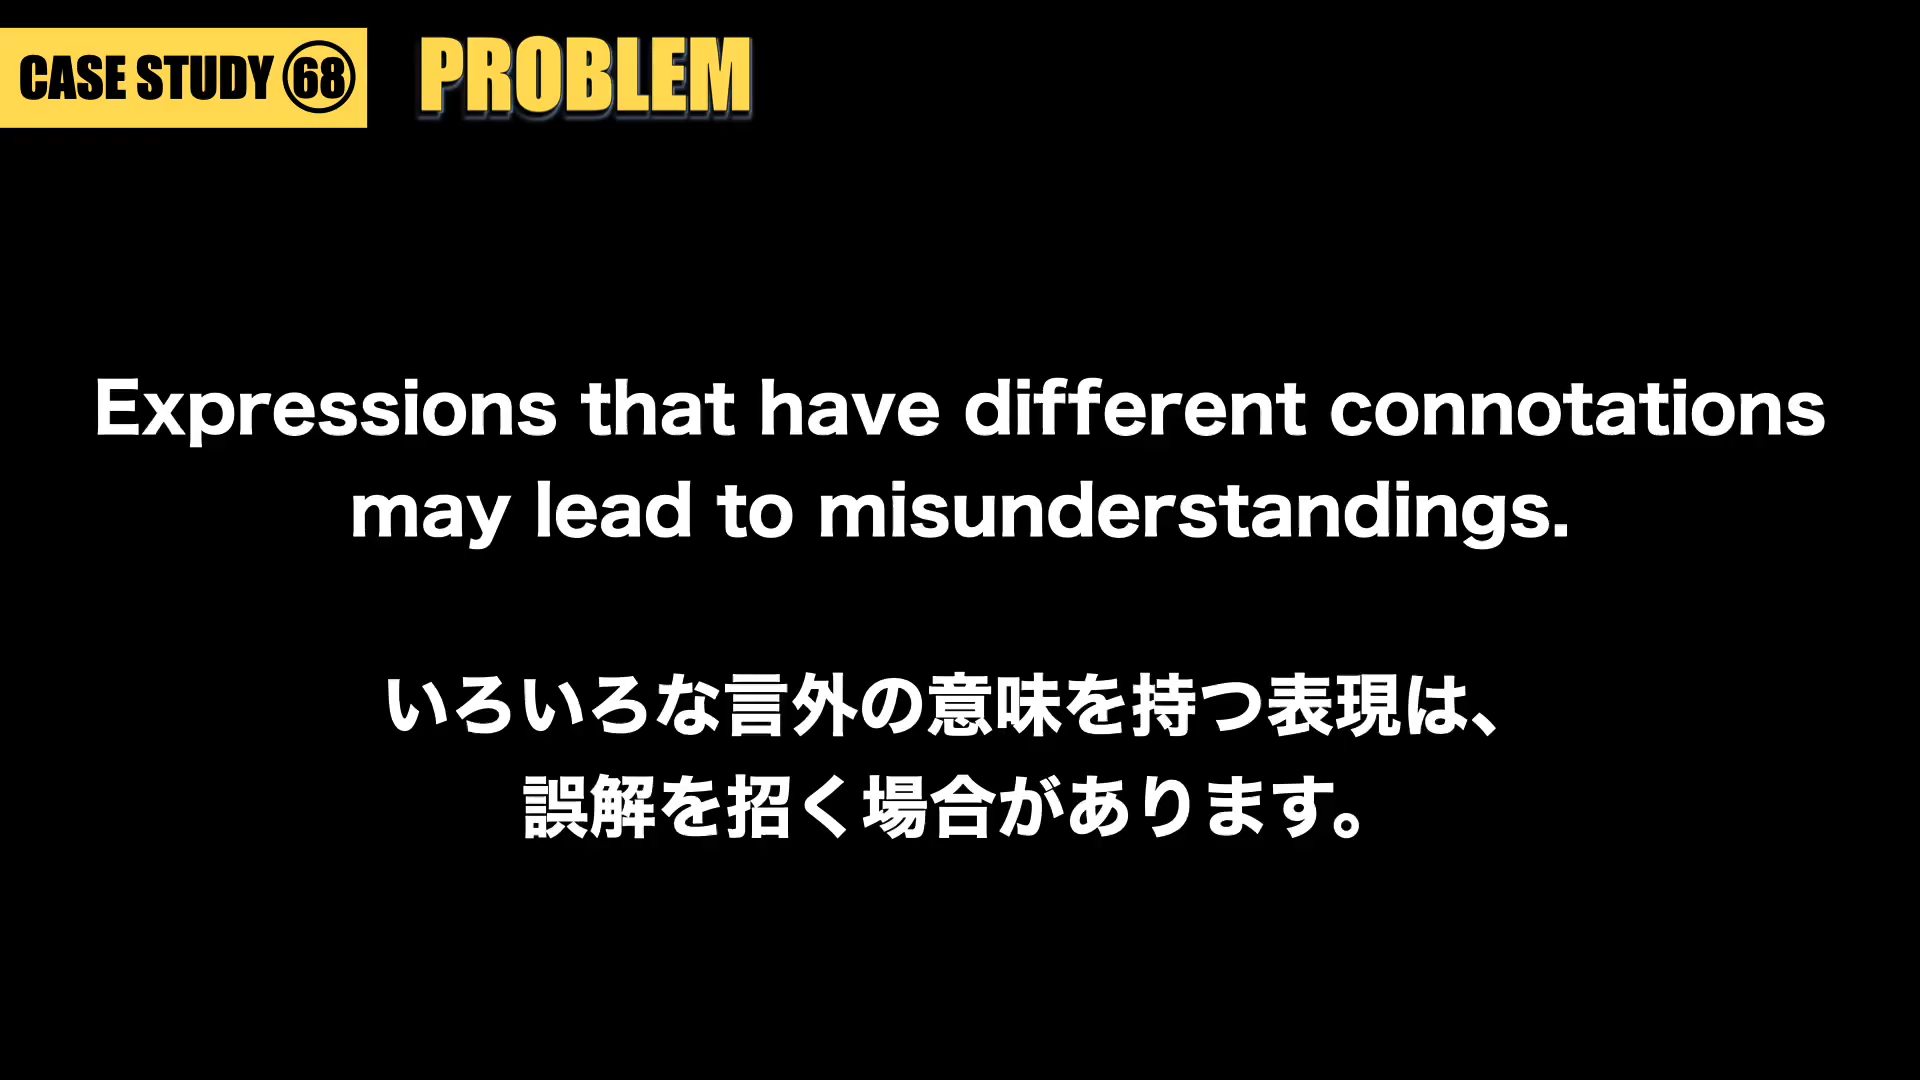 CASE STUDY 68
PROBLEM
Expressions that have different connotations
may lead to misunderstandings.
いろいろな言外の意味を持つ表現は、
誤解を招く場合があります。